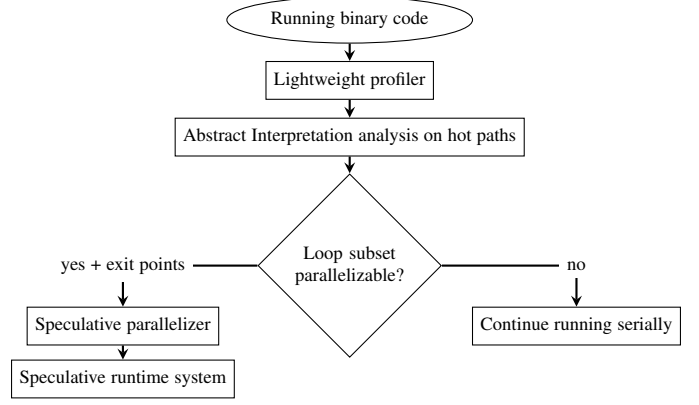 Running binary code
Lightweight profiler
Abstract Interpretation analysis on hot paths
Loop subset
parallelizable?
yes + exit points
no
Speculative parallelizer
Continue running serially
Speculative runtime system